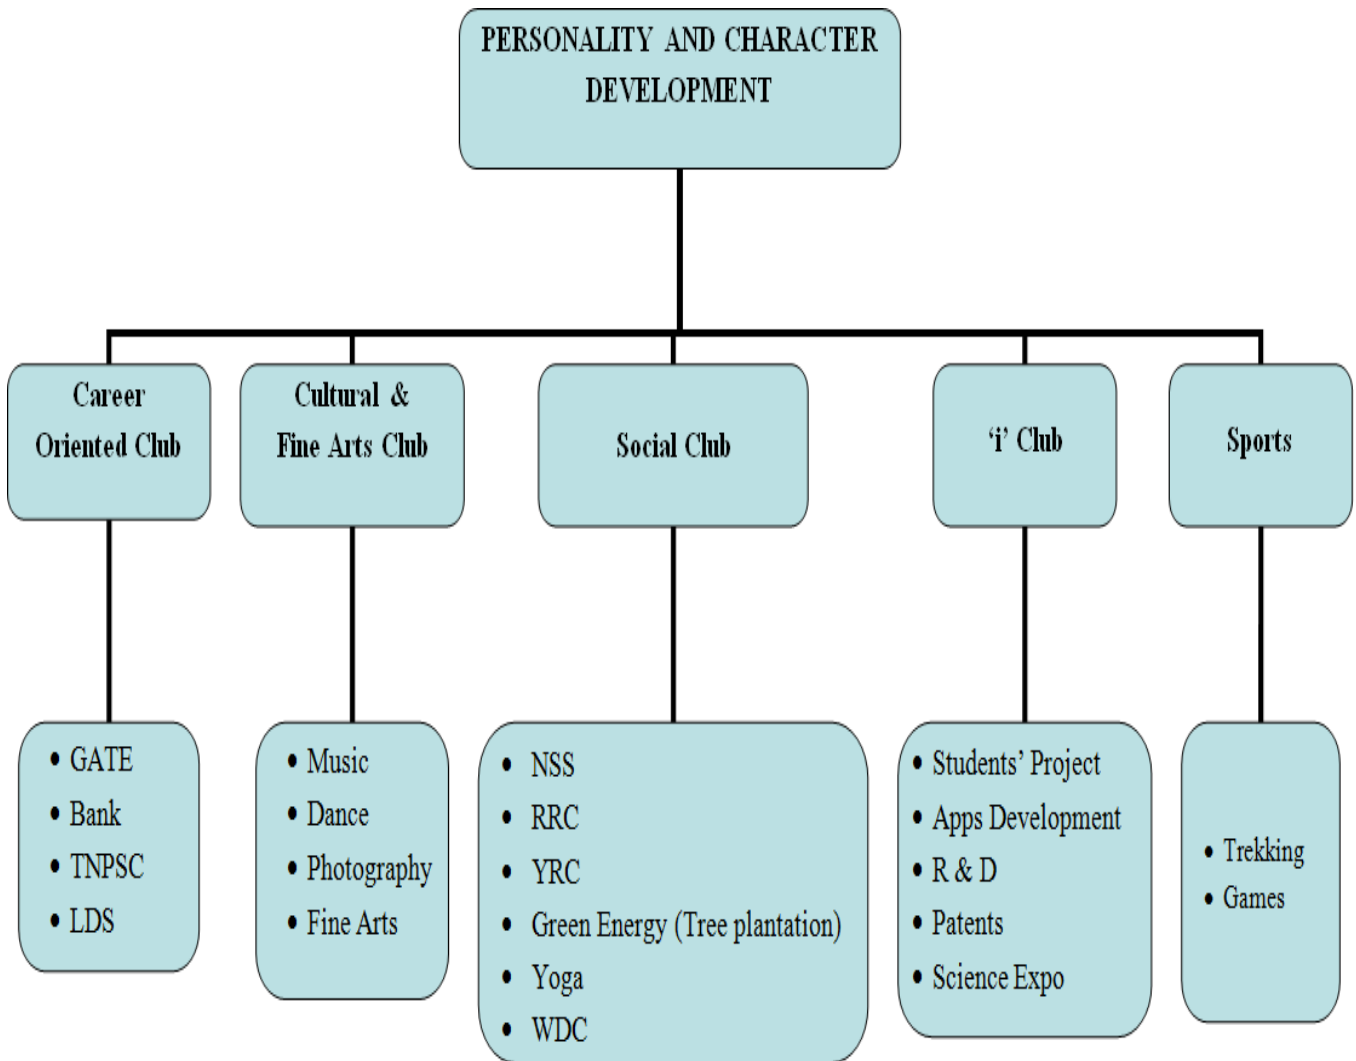 PERSONALITY AND CHARACTER
DEVELOPMENT
Career
Oriented Club
Cultural &
Fine Arts Club
Social Club
‘i’ Club
Sports
• GATE
• Bank
• TNPSC
• LDS
• Music
• Dance
• Photography
• Fine Arts
• NSS
• RRC
• YRC
• Green Energy (Tree plantation)
• Yoga
• WDC
• Students’ Project
• Apps Development
• R & D
• Patents
• Science Expo
• Trekking
• Games